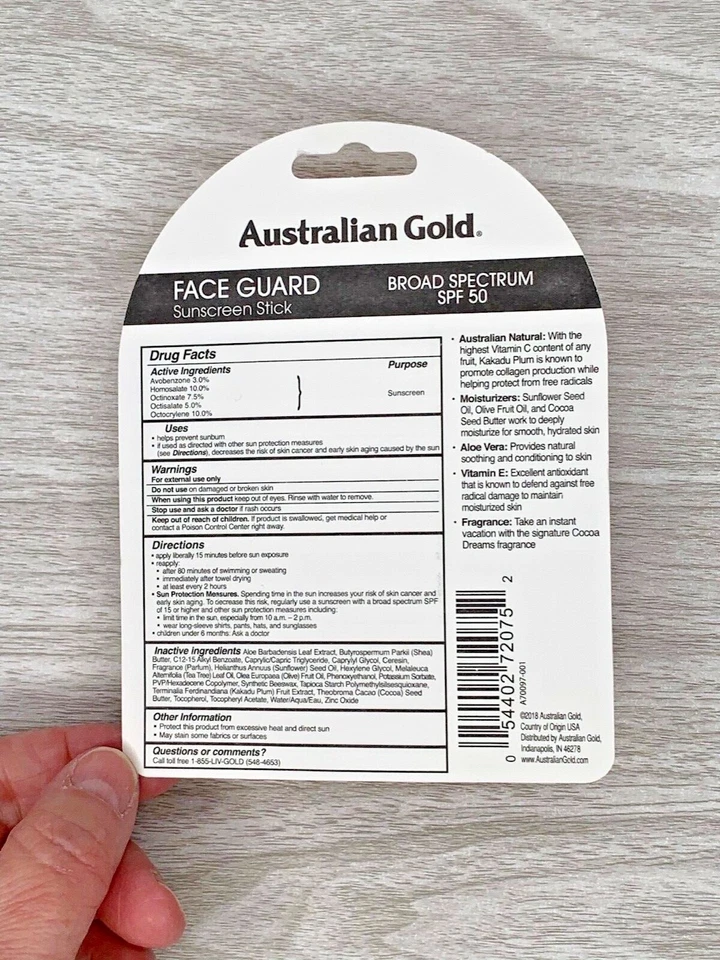 Australian Gold®
FACE GUARD
Sunscreen Stick
BROAD SPECTRUM
SPF 50
Drug Facts
Active Ingredients
Purpose
Avobenzone 3.0%
Homosalate 10.0%
Octinoxate 7.5%
Octisalate 5.0%
Octocrylene 10.0%
Sunscreen
Uses
• helps prevent sunburn
• if used as directed with other sun protection measures
(see Directions), decreases the risk of skin cancer and early skin aging caused by the sun
Warnings
For external use only
Do not use on damaged or broken skin
When using this product keep out of eyes. Rinse with water to remove.
Stop use and ask a doctor if rash occurs
Keep out of reach of children. If product is swallowed, get medical help or
contact a Poison Control Center right away.
Directions
• apply liberally 15 minutes before sun exposure
• reapply:
• after 80 minutes of swimming or sweating
• immediately after towel drying
• at least every 2 hours
• Sun Protection Measures. Spending time in the sun increases your risk of skin cancer and
early skin aging. To decrease this risk, regularly use a sunscreen with a broad spectrum SPF
of 15 or higher and other sun protection measures including:
• limit time in the sun, especially from 10 a.m. – 2 p.m.
• wear long-sleeve shirts, pants, hats, and sunglasses
• children under 6 months: Ask a doctor
Inactive ingredients Aloe Barbadensis Leaf Extract, Butyrospermum Parkii (Shea)
Butter, C12-15 Alkyl Benzoate, Caprylic/Capric Triglyceride, Caprylyl Glycol, Ceresin,
Fragrance (Parfum), Helianthus Annuus (Sunflower) Seed Oil, Hexylene Glycol, Melaleuca
Alternifolia (Tea Tree) Leaf Oil, Olea Europaea (Olive) Fruit Oil, Phenoxyethanol, Potassium Sorbate,
PVP/Hexadecene Copolymer, Synthetic Beeswax, Tapioca Starch Polymethylsilsesquioxane,
Terminalia Ferdinandiana (Kakadu Plum) Fruit Extract, Theobroma Cacao (Cocoa) Seed
Butter, Tocopherol, Tocopheryl Acetate, Water/Aqua/Eau, Zinc Oxide
Other Information
• Protect this product from excessive heat and direct sun
• May stain some fabrics or surfaces
Questions or comments?
Call toll free 1-855-LIV-GOLD (548-4653)
• Australian Natural: With the
highest Vitamin C content of any
fruit, Kakadu Plum is known to
promote collagen production while
helping protect from free radicals
• Moisturizers: Sunflower Seed
Oil, Olive Fruit Oil, and Cocoa
Seed Butter work to deeply
moisturize for smooth, hydrated skin
• Aloe Vera: Provides natural
soothing and conditioning to skin
• Vitamin E: Excellent antioxidant
that is known to defend against free
radical damage to maintain
moisturized skin
• Fragrance: Take an instant
vacation with the signature Cocoa
Dreams fragrance
0 54402-72075 2
A70097-001
©2018 Australian Gold,
Country of Origin USA
Distributed by Australian Gold,
Indianapolis, IN 46278
www.AustralianGold.com